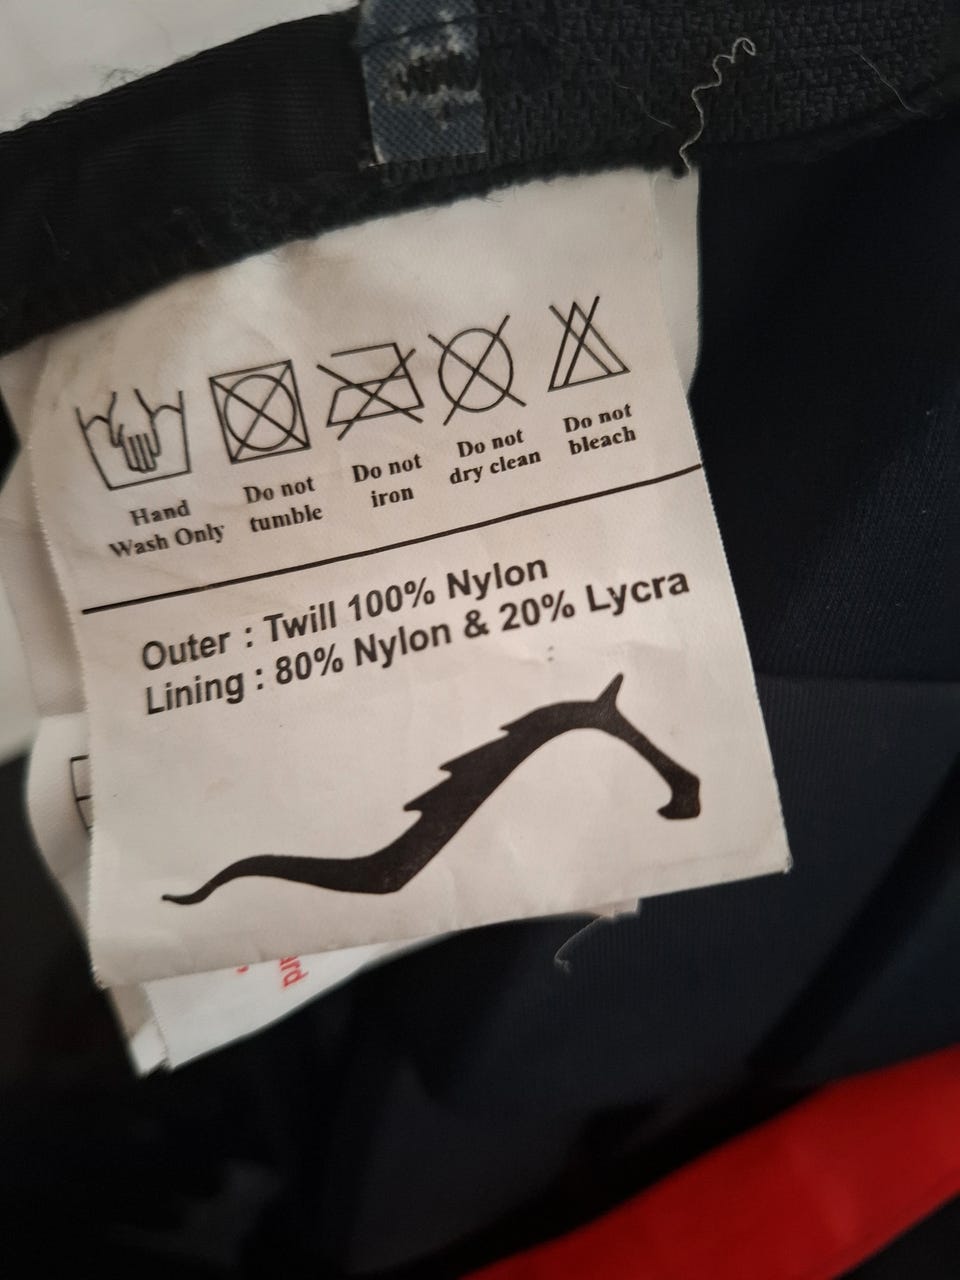 Hand
Wash Only
Do not
tumble
Do not
iron
Do not
dry clean
Do not
bleach
Outer : Twill 100% Nylon
Lining : 80% Nylon & 20% Lycra